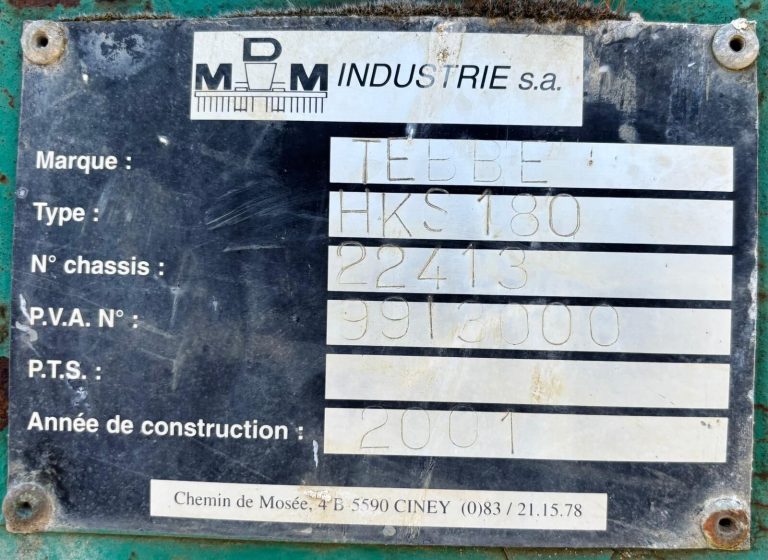 MDM INDUSTRIE s.a.
Marque : TEBBE
Type : HKS 180
N° chassis : 22413
P.V.A. N° : 9913000
P.T.S. :
Année de construction : 2001
Chemin de Mosée, 4 B 5590 CINEY (0)83 / 21.15.78